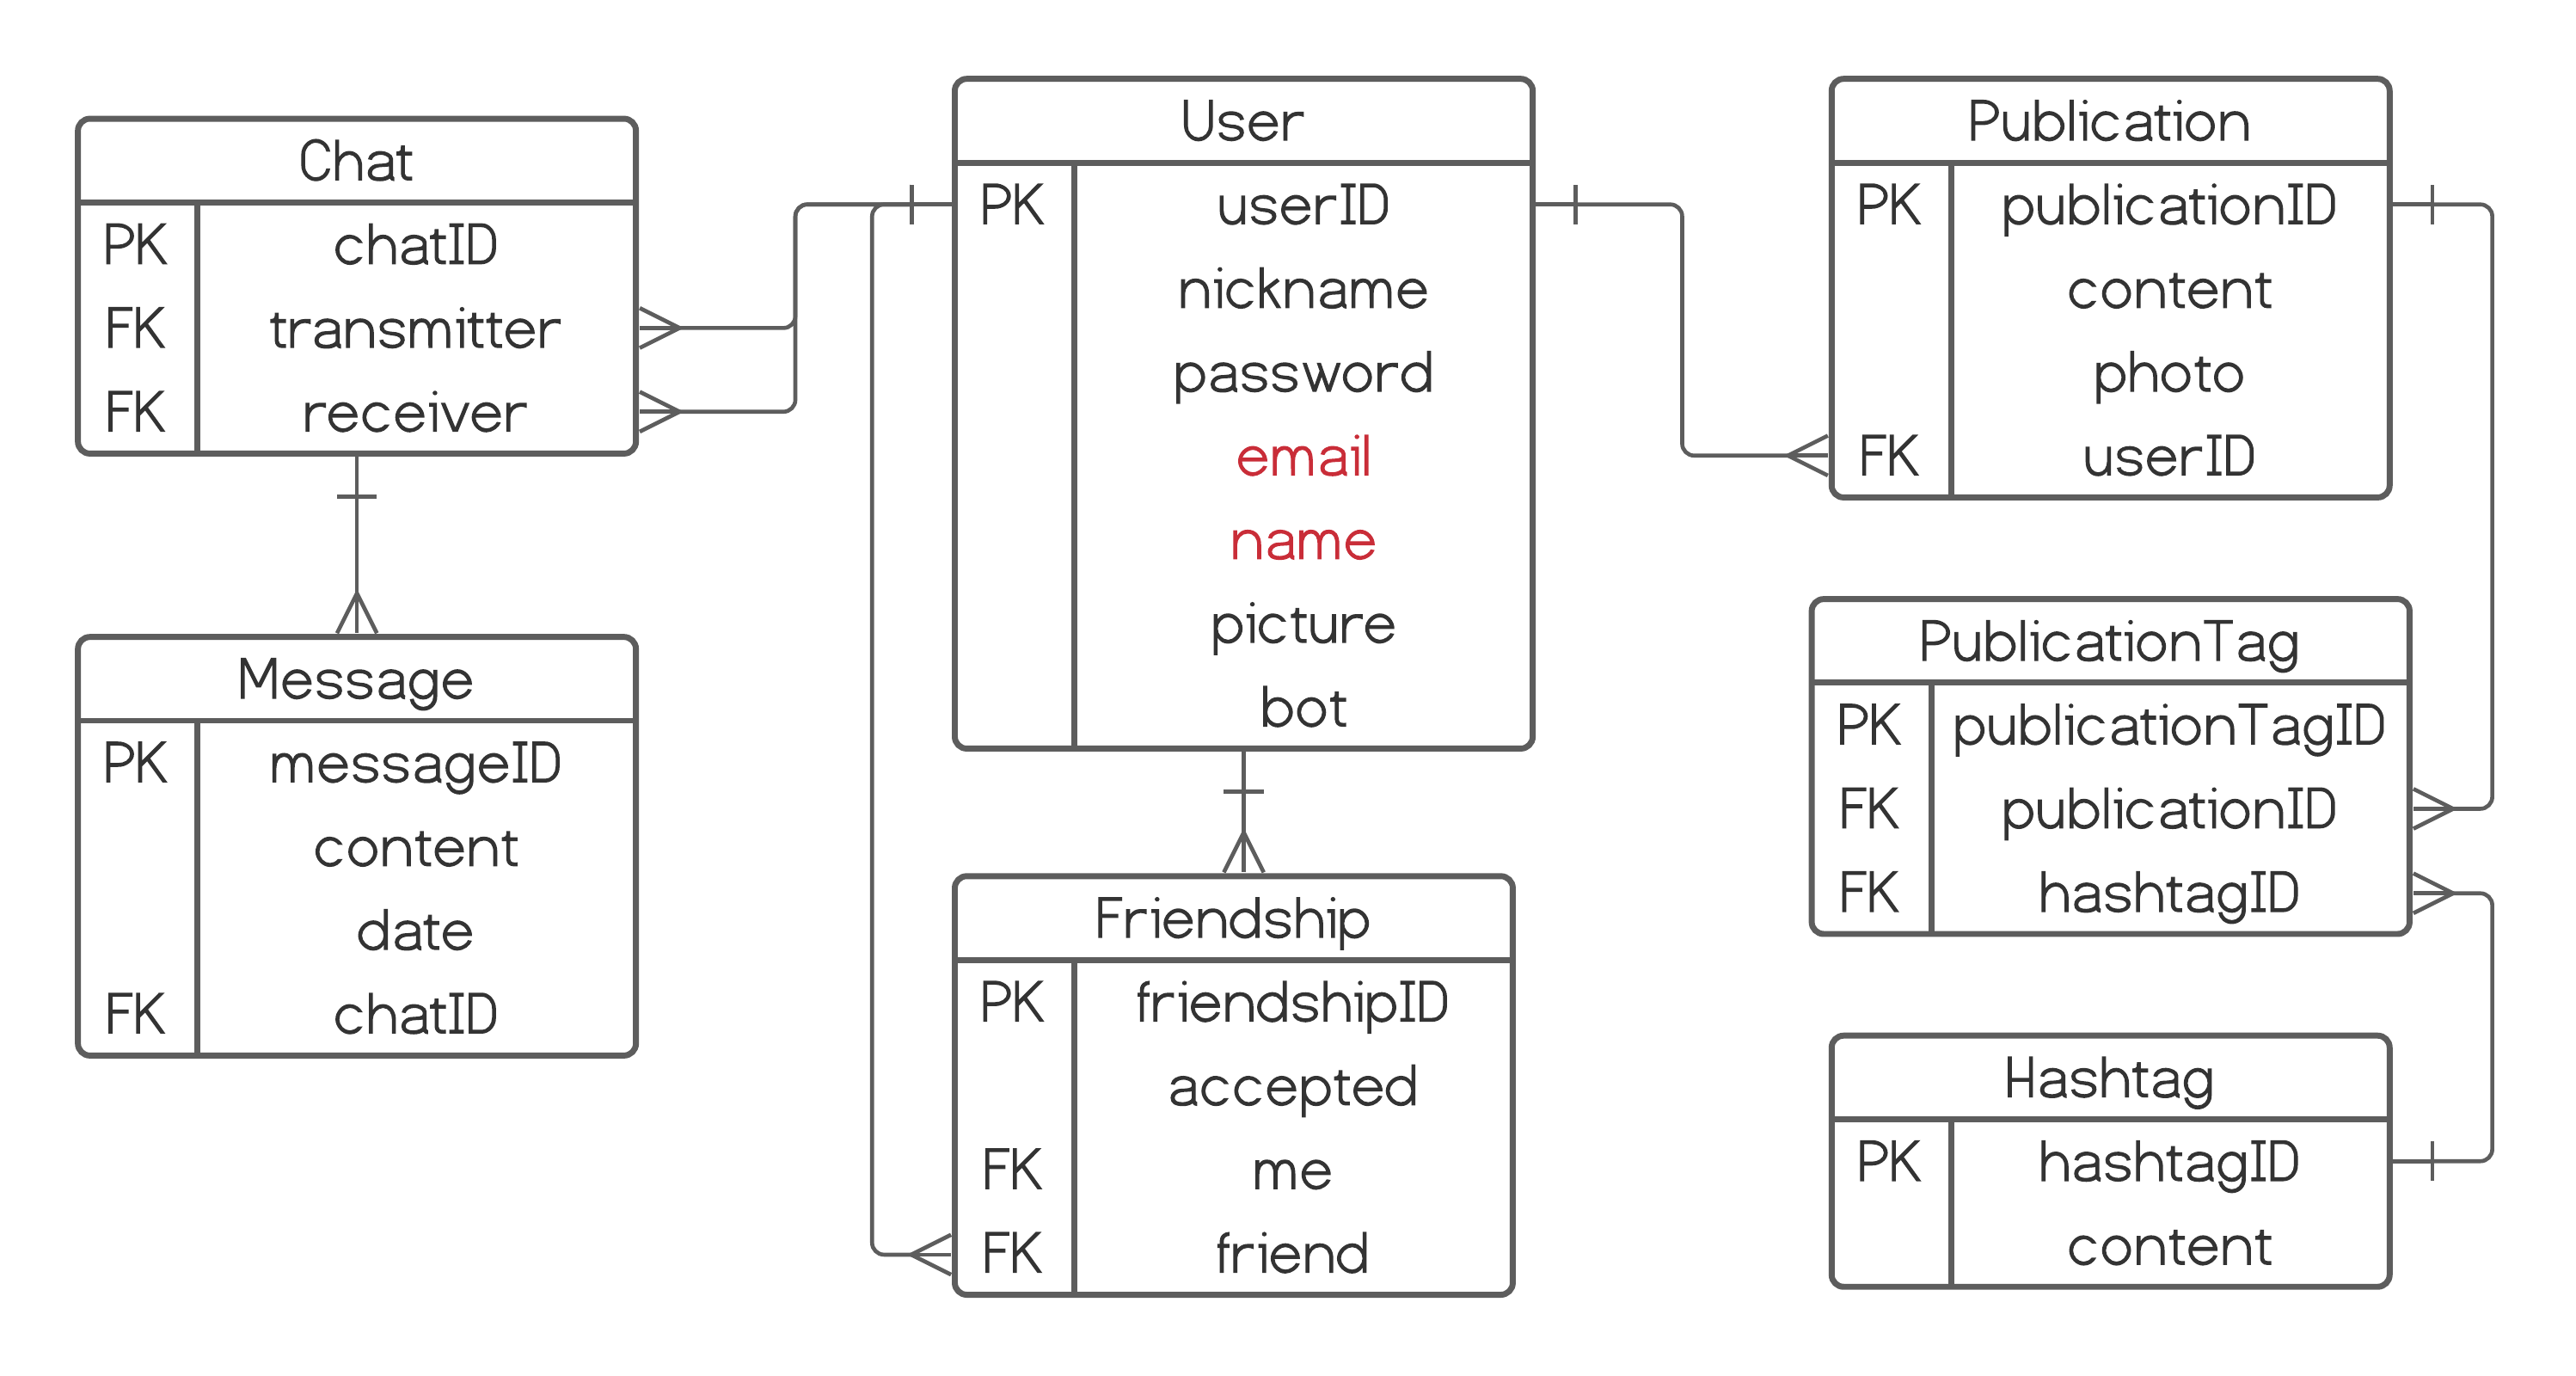 Chat
PK chatID
FK transmitter
FK receiver
Message
PK messageID
content
date
FK chatID
User
PK userID
nickname
password
email
name
picture
bot
Friendship
PK friendshipID
accepted
FK me
FK friend
Publication
PK publicationID
content
photo
FK userID
PublicationTag
PK publicationTagID
FK publicationID
FK hashtagID
Hashtag
PK hashtagID
content